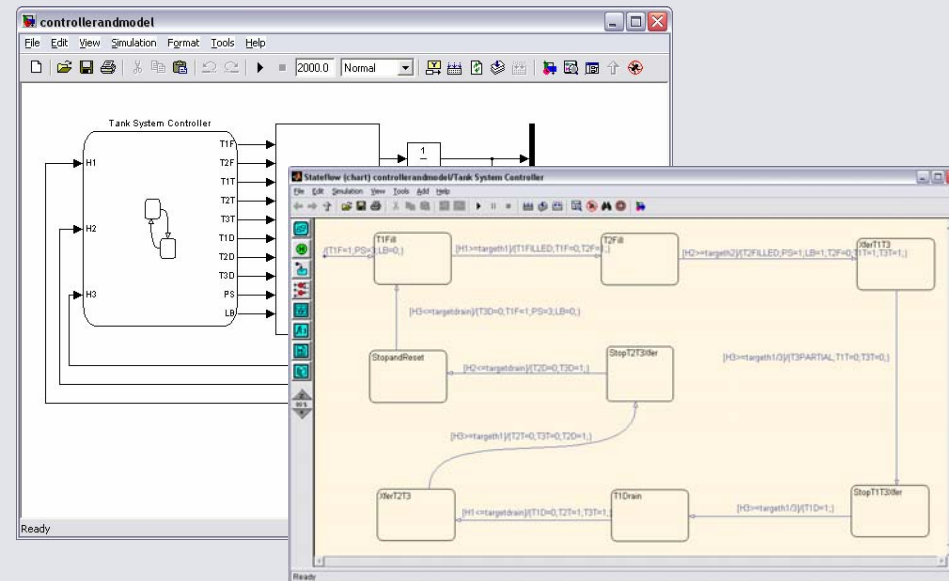 controllerandmodel
File Edit View Simulation Format Tools Help
2000.0 Normal
Tank System Controller
H1
H2
H3
T1F
T2F
T1T
T2T
T3T
T1D
T2D
T3D
PS
LB
1
Ready
Stateflow (chart) controllerandmodel/Tank System Controller
File Edit Simulation View Tools Add Help
T1Fill
T2Fill
XferT1T3
[H1>=targeth1]/{T1FILLED;T1F=0;T2F=1;}
[H2>=targeth2]/{T2FILLED;PS=1;LB=1;T2F=0;T1T=1;T3T=1;}
[H3<=targetdrain]/{T3D=0;T1F=1;PS=3;LB=0;}
StopandReset
StopT2T3Xfer
[H2<=targetdrain]/{T2D=0;T3D=1;}
[H3>=targeth1/3]/{T3PARTIAL;T1T=0;T3T=0;}
[H3>=targeth1]/{T2T=0;T3T=0;T2D=1;}
XferT2T3
T1Drain
StopT1T3Xfer
[H1<=targetdrain]/{T1D=0;T2T=1;T3T=1;}
[H3>=targeth1/3]/{T1D=1;}
Ready